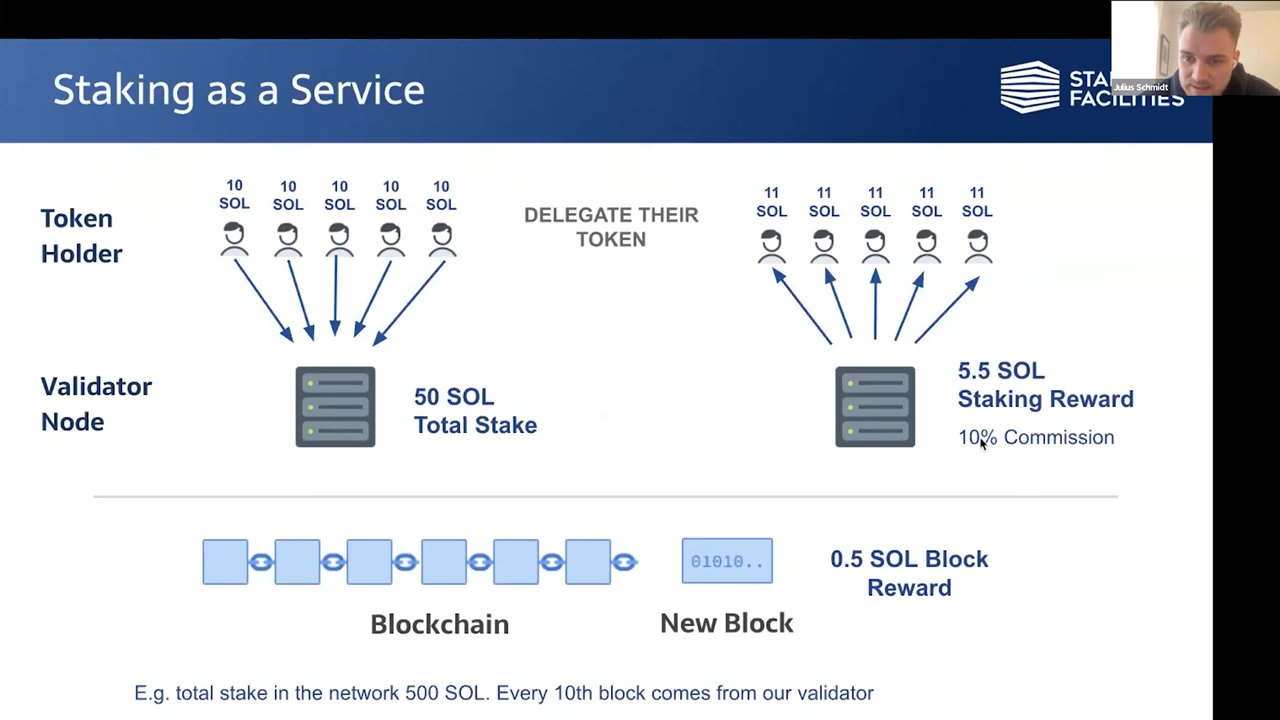 Staking as a Service
FACILITIES
Julius Schmidt
10 10 10 10 10
SOL SOL SOL SOL SOL
11 11 11 11 11
SOL SOL SOL SOL SOL
Token
Holder
DELEGATE THEIR
TOKEN
Validator
Node
50 SOL
Total Stake
5.5 SOL
Staking Reward
10% Commission
01010..
0.5 SOL Block
Reward
Blockchain
New Block
E.g. total stake in the network 500 SOL. Every 10th block comes from our validator